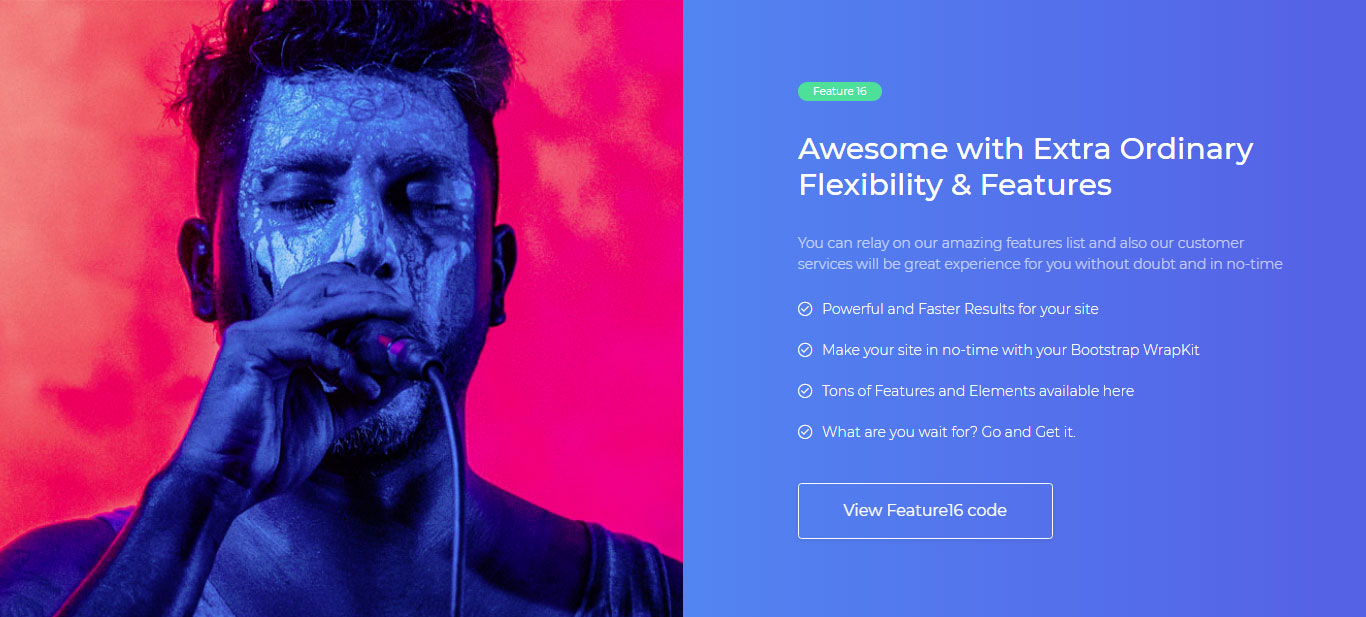 Feature 16
Awesome with Extra Ordinary
Flexibility & Features
You can relay on our amazing features list and also our customer
services will be great experience for you without doubt and in no-time
Powerful and Faster Results for your site
Make your site in no-time with your Bootstrap WrapKit
Tons of Features and Elements available here
What are you wait for? Go and Get it.
View Feature16 code